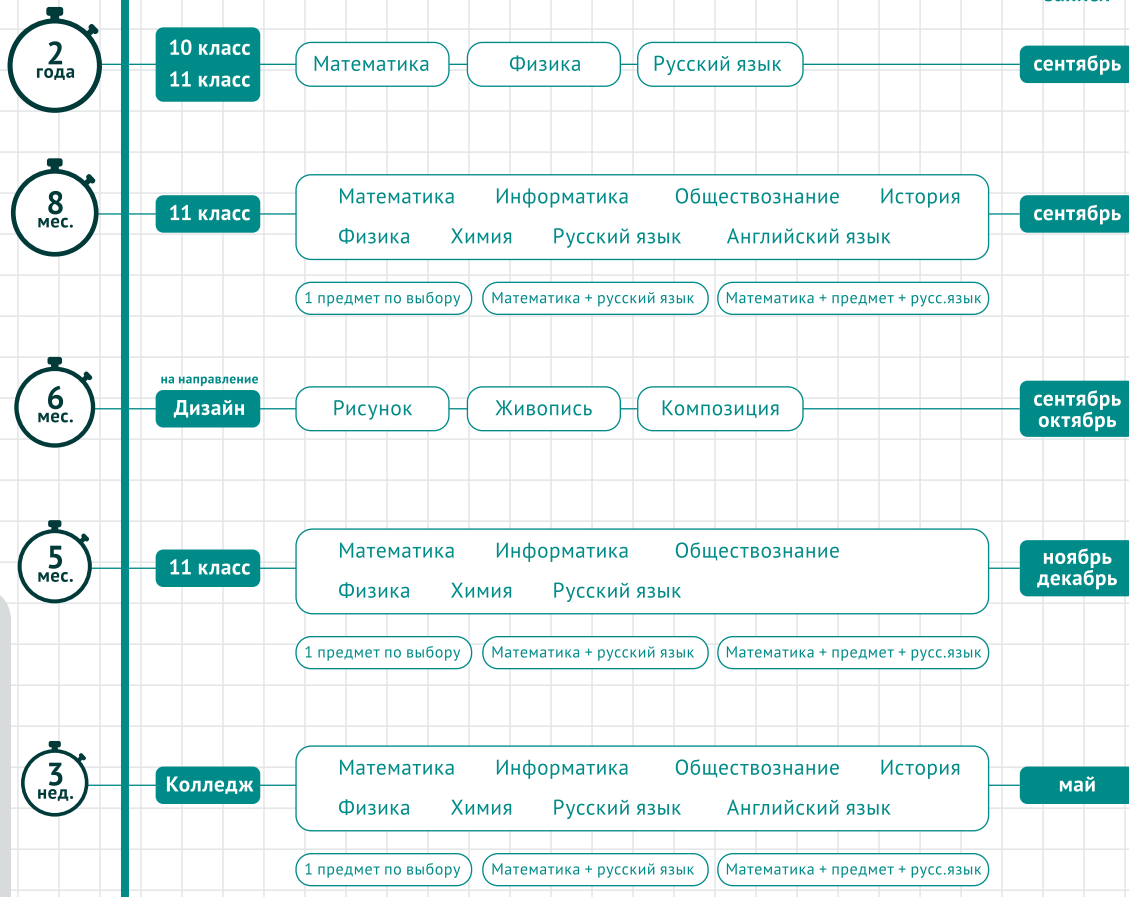 2
года
10 класс
11 класс
Математика
Физика
Русский язык
сентябрь
8
мес.
11 класс
Математика Информатика Обществознание История
Физика Химия Русский язык Английский язык
сентябрь
1 предмет по выбору
Математика + русский язык
Математика + предмет + русс.язык
6
мес.
на направление
Дизайн
Рисунок
Живопись
Композиция
сентябрь
октябрь
5
мес.
11 класс
Математика Информатика Обществознание
Физика Химия Русский язык
ноябрь
декабрь
1 предмет по выбору
Математика + русский язык
Математика + предмет + русс.язык
3
нед.
Колледж
Математика Информатика Обществознание История
Физика Химия Русский язык Английский язык
май
1 предмет по выбору
Математика + русский язык
Математика + предмет + русс.язык